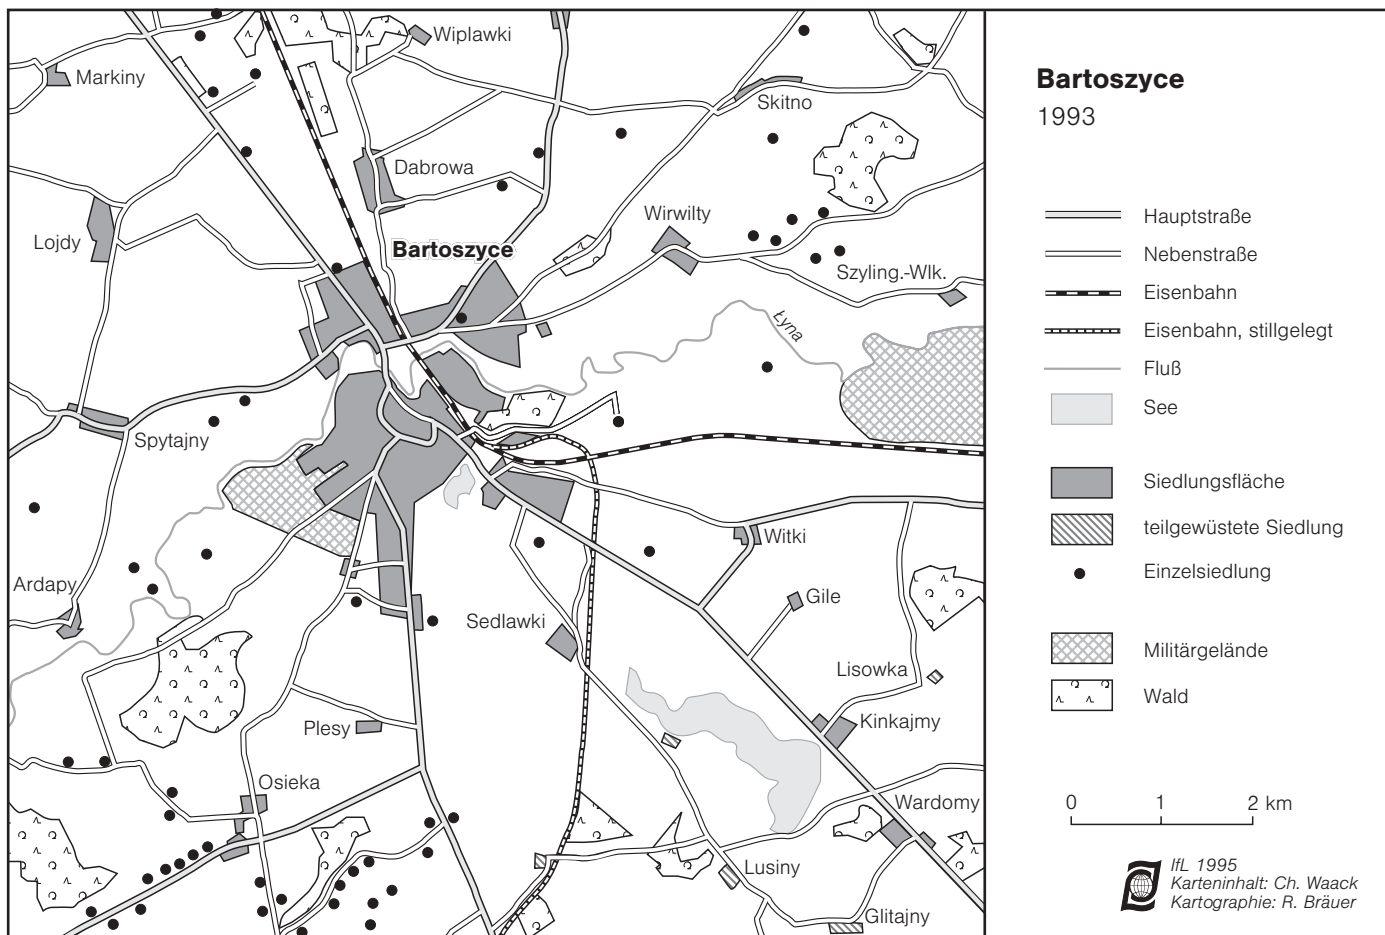 Wiplawki
Markiny
Skitno
Dabrowa
Wirwilty
Lojdy
Bartoszyce
Szyling.-Wlk.
Łyna
Spytajny
Witki
Ardapy
Gile
Sedlawki
Lisowka
Plesy
Kinkajmy
Osieka
Wardomy
Lusiny
Glitajny
Bartoszyce
1993
Hauptstraße
Nebenstraße
Eisenbahn
Eisenbahn, stillgelegt
Fluß
See
Siedlungsfläche
teilgewüstete Siedlung
Einzelsiedlung
Militärgelände
Wald
0 1 2 km
IfL 1995
Karteninhalt: Ch. Waack
Kartographie: R. Bräuer